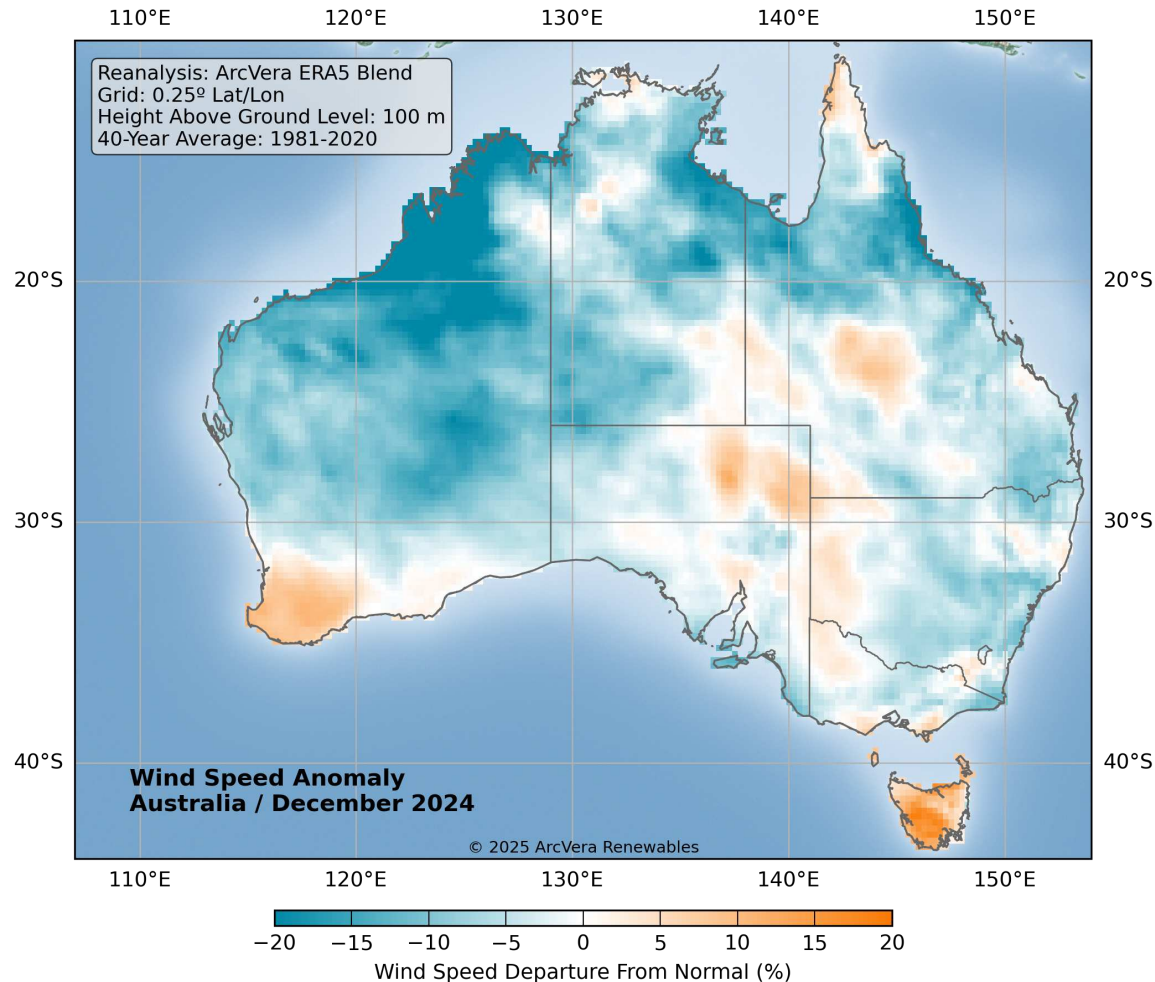 110°E 120°E 130°E 140°E 150°E
Reanalysis: ArcVera ERA5 Blend
Grid: 0.25º Lat/Lon
Height Above Ground Level: 100 m
40-Year Average: 1981-2020
20°S 20°S
30°S 30°S
40°S 40°S
Wind Speed Anomaly
Australia / December 2024
© 2025 ArcVera Renewables
110°E 120°E 130°E 140°E 150°E
−20 −15 −10 −5 0 5 10 15 20
Wind Speed Departure From Normal (%)